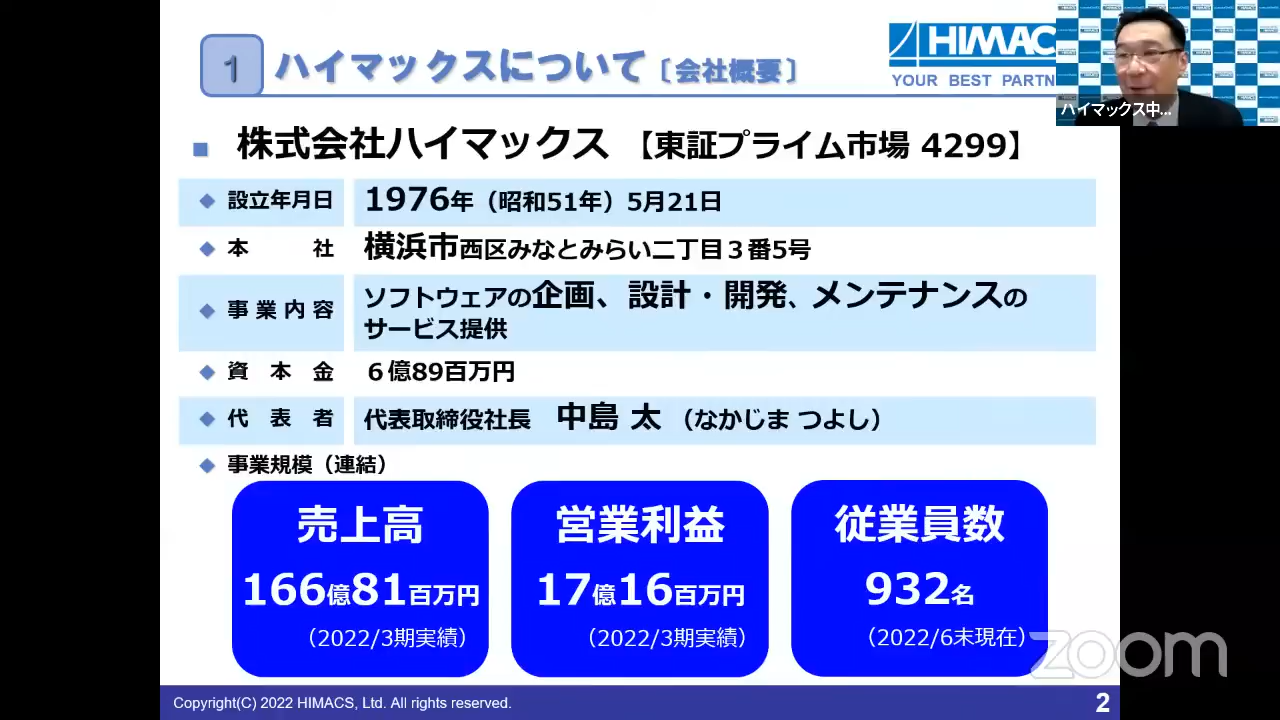 1 ハイマックスについて〔会社概要〕
HIMACS
YOUR BEST PARTN
ハイマックス中...
■ 株式会社ハイマックス 【東証プライム市場 4299】
◆ 設立年月日 1976年（昭和51年）5月21日
◆ 本社 横浜市西区みなとみらい二丁目３番5号
◆ 事業内容 ソフトウェアの企画、設計・開発、メンテナンスの
サービス提供
◆ 資本金 ６億89百万円
◆ 代表者 代表取締役社長 中島 太 （なかじま つよし）
◆ 事業規模（連結）
売上高
166億81百万円
（2022/3期実績）
営業利益
17億16百万円
（2022/3期実績）
従業員数
932名
（2022/6末現在）
zoom
Copyright(C) 2022 HIMACS, Ltd. All rights reserved.
2